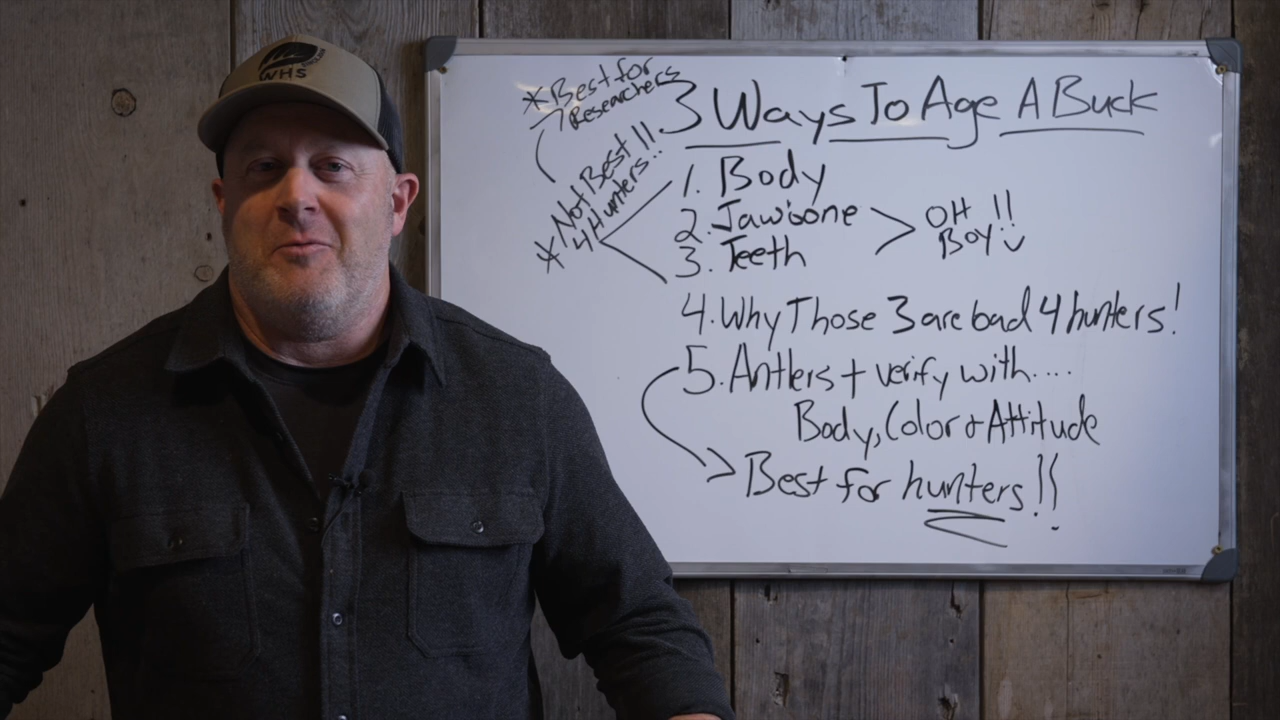 WHS
* Best for
Researchers
3 Ways To Age A Buck
* Not Best !!
4 Hunters!!
1. Body
2. Jawbone
3. Teeth
OH !!
BOY!!
4. Why Those 3 are bad 4 hunters!
5. Antlers + verify with....
Body, Color + Attitude
Best for hunters!!